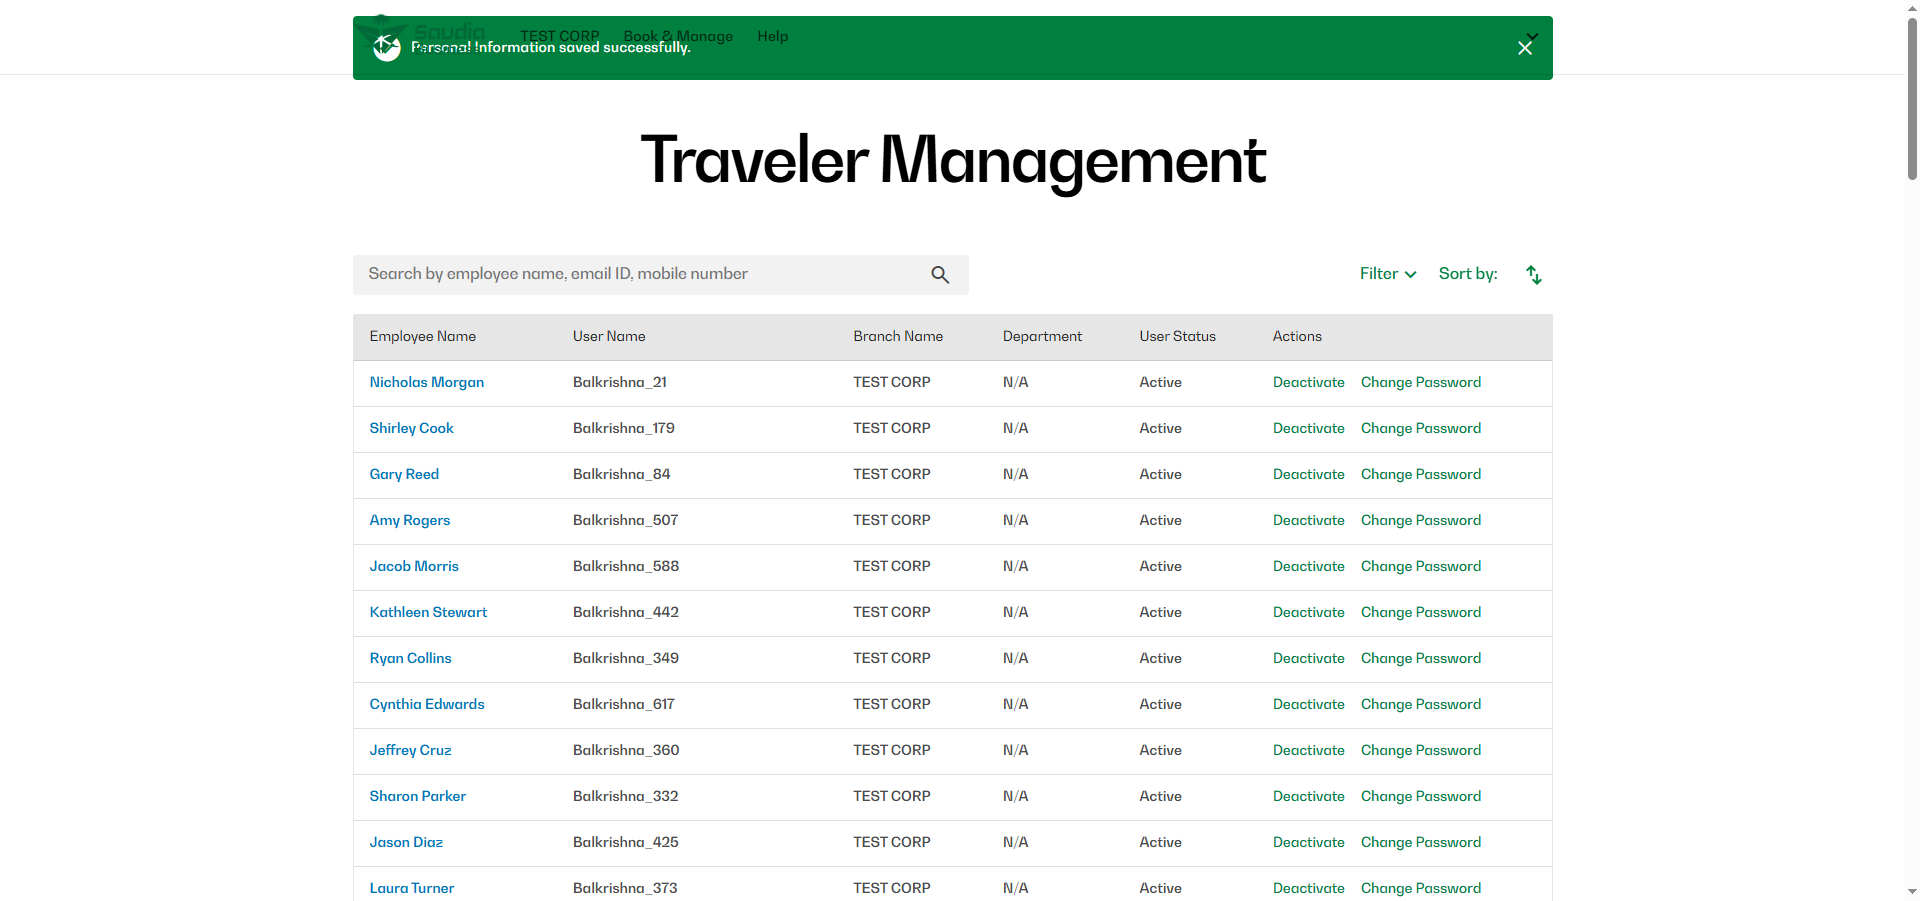 Saudia
TEST CORP Book & Manage Help
Personal Information saved successfully.
Traveler Management
Search by employee name, email ID, mobile number
Filter Sort by:
Employee Name User Name Branch Name Department User Status Actions
Nicholas Morgan Balkrishna_21 TEST CORP N/A Active Deactivate Change Password
Shirley Cook Balkrishna_179 TEST CORP N/A Active Deactivate Change Password
Gary Reed Balkrishna_84 TEST CORP N/A Active Deactivate Change Password
Amy Rogers Balkrishna_507 TEST CORP N/A Active Deactivate Change Password
Jacob Morris Balkrishna_588 TEST CORP N/A Active Deactivate Change Password
Kathleen Stewart Balkrishna_442 TEST CORP N/A Active Deactivate Change Password
Ryan Collins Balkrishna_349 TEST CORP N/A Active Deactivate Change Password
Cynthia Edwards Balkrishna_617 TEST CORP N/A Active Deactivate Change Password
Jeffrey Cruz Balkrishna_360 TEST CORP N/A Active Deactivate Change Password
Sharon Parker Balkrishna_332 TEST CORP N/A Active Deactivate Change Password
Jason Diaz Balkrishna_425 TEST CORP N/A Active Deactivate Change Password
Laura Turner Balkrishna_373 TEST CORP N/A Active Deactivate Change Password